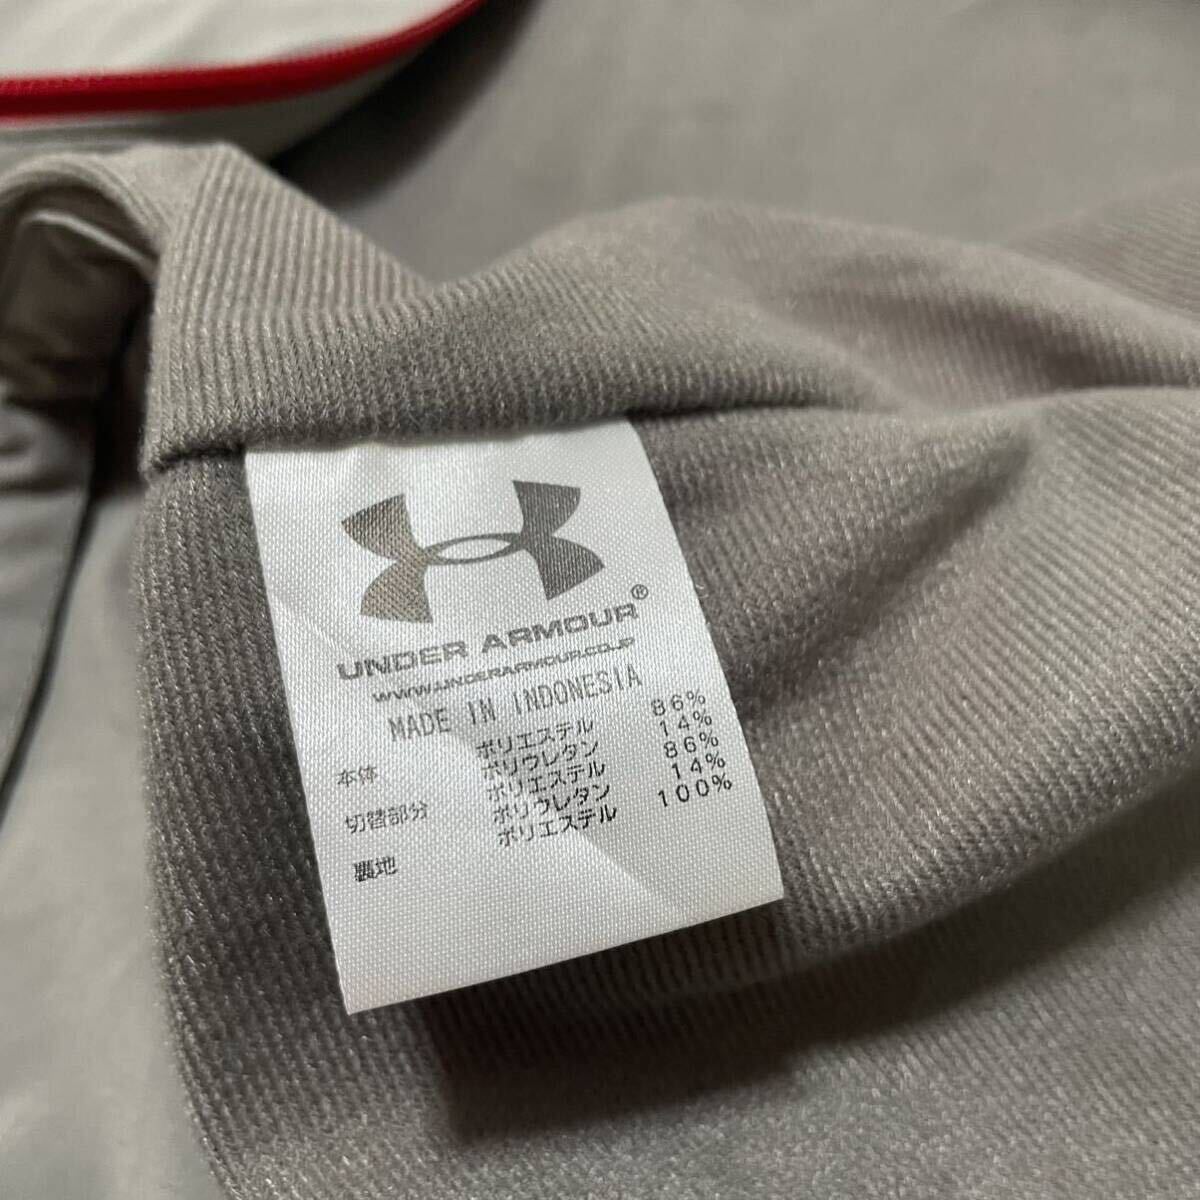 UNDER ARMOUR®
WWW.UNDERARMOUR.CO.JP
MADE IN INDONESIA
本体 ポリエステル 86%
ポリウレタン 14%
切替部分 ポリエステル 86%
ポリウレタン 14%
裏地 ポリエステル 100%